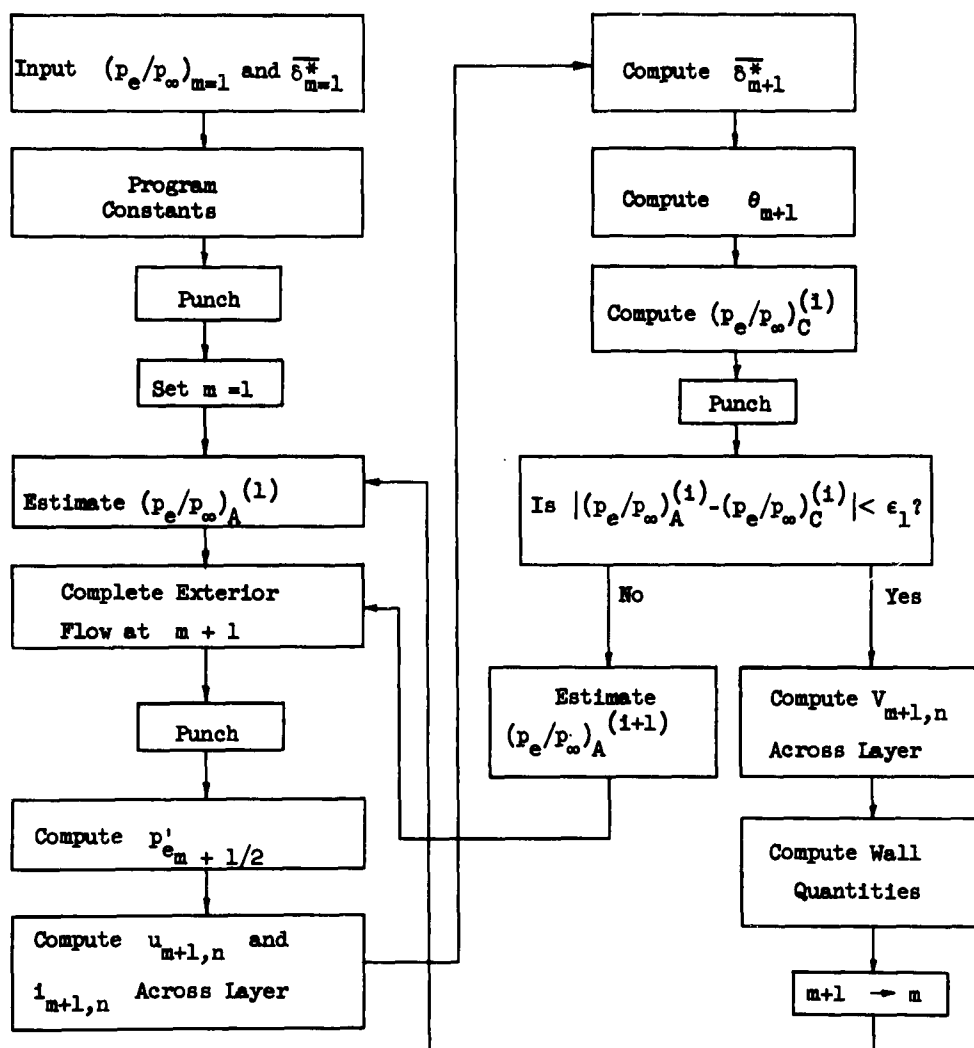 Input (p_e/p_∞)_{m=1} and \overline{δ*_{m=1}}
Program
Constants
Punch
Set m =1
Estimate (p_e/p_∞)_A^{(1)}
Complete Exterior
Flow at m + 1
Punch
Compute p'_{e_{m + 1/2}}
Compute u_{m+1,n} and
i_{m+1,n} Across Layer
Compute \overline{δ*_{m+1}}
Compute θ_{m+1}
Compute (p_e/p_∞)_C^{(i)}
Punch
Is |(p_e/p_∞)_A^{(i)}-(p_e/p_∞)_C^{(i)}|< ε_1?
No
Yes
Estimate
(p_e/p_∞)_A^{(i+1)}
Compute V_{m+1,n}
Across Layer
Compute Wall
Quantities
m+1 → m